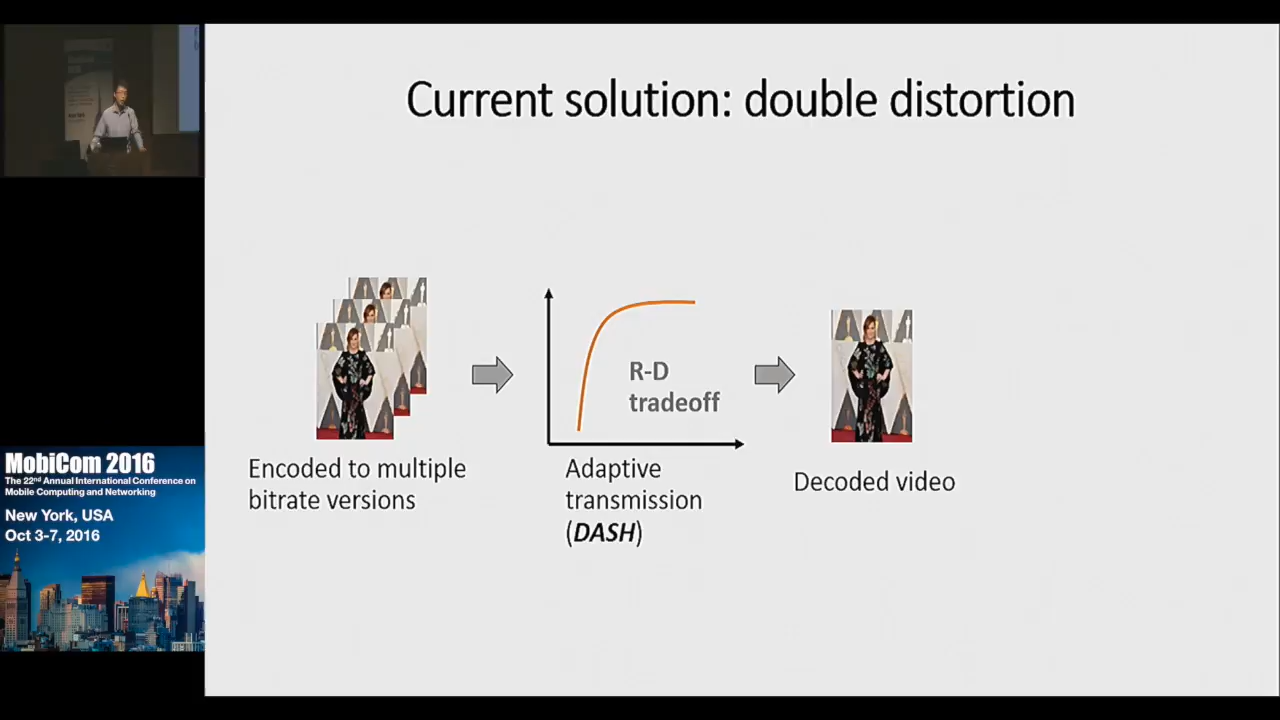 Current solution: double distortion
R-D
tradeoff
Encoded to multiple
bitrate versions
Adaptive
transmission
(DASH)
Decoded video
MobiCom 2016
The 22nd Annual International Conference on
Mobile Computing and Networking
New York, USA
Oct 3-7, 2016